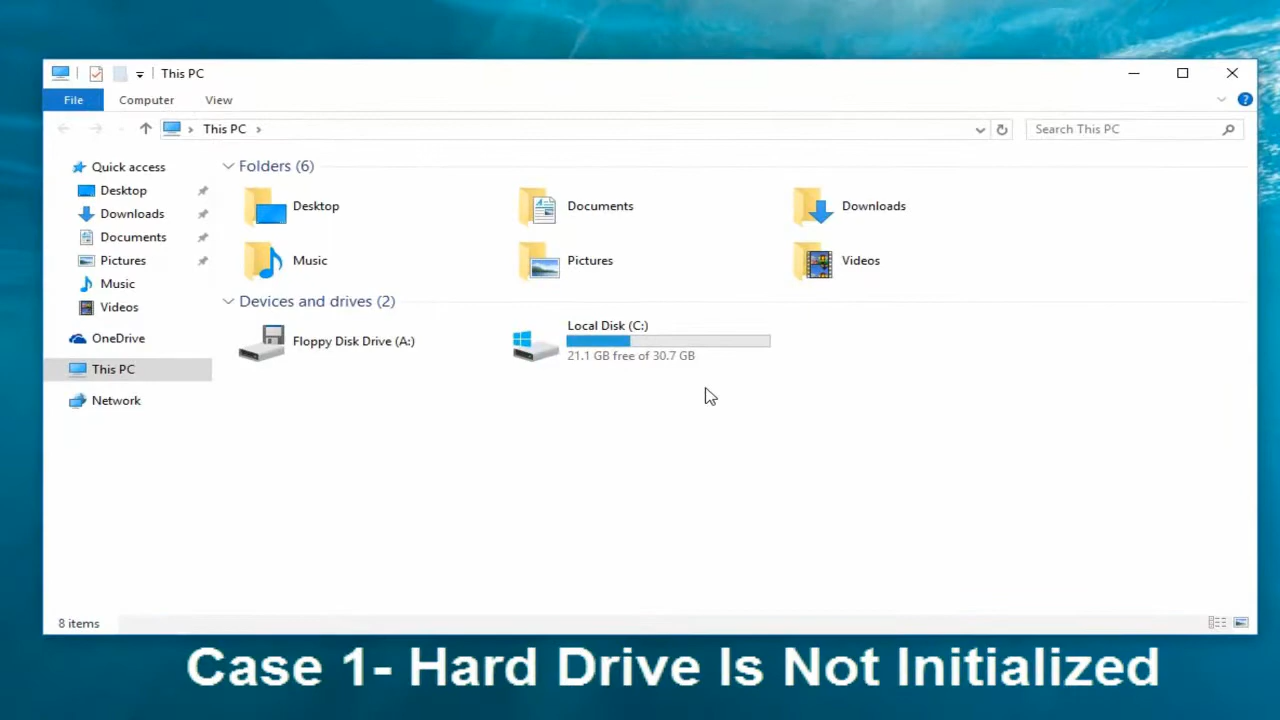 This PC
File Computer View
This PC
Search This PC
Quick access
Desktop
Downloads
Documents
Pictures
Music
Videos
OneDrive
This PC
Network
Folders (6)
Desktop Documents Downloads
Music Pictures Videos
Devices and drives (2)
Floppy Disk Drive (A:)
Local Disk (C:)
21.1 GB free of 30.7 GB
8 items
Case 1- Hard Drive Is Not Initialized